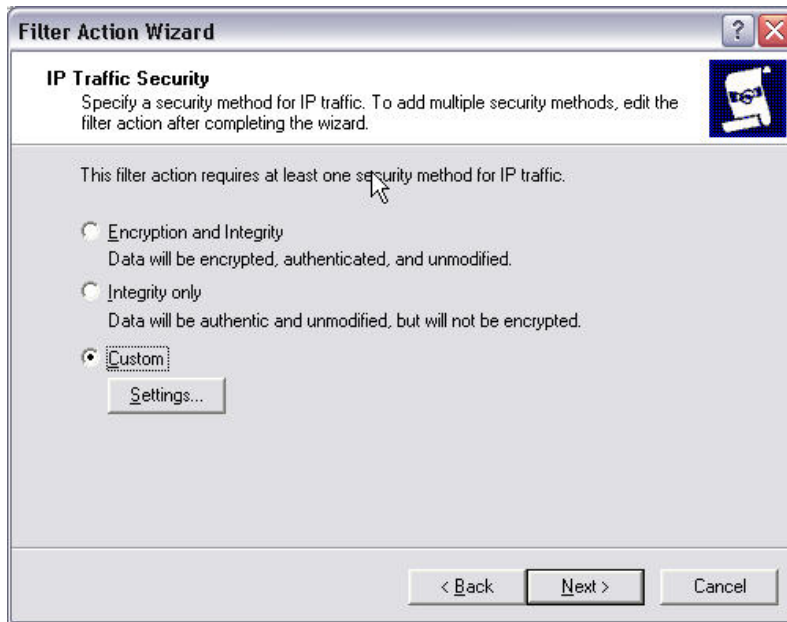 Filter Action Wizard
?
IP Traffic Security
Specify a security method for IP traffic. To add multiple security methods, edit the
filter action after completing the wizard.
This filter action requires at least one security method for IP traffic.
Encryption and Integrity
Data will be encrypted, authenticated, and unmodified.
Integrity only
Data will be authentic and unmodified, but will not be encrypted.
Custom
Settings...
< Back
Next >
Cancel